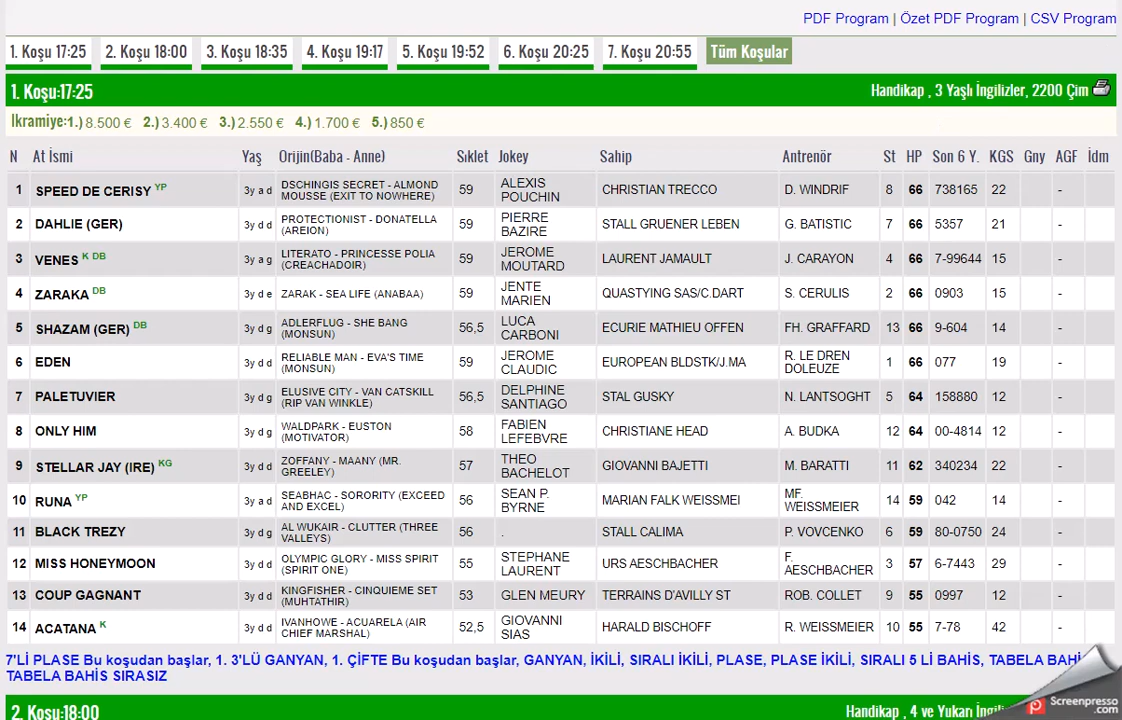 PDF Program | Özet PDF Program | CSV Program
1. Koşu 17:25 2. Koşu 18:00 3. Koşu 18:35 4. Koşu 19:17 5. Koşu 19:52 6. Koşu 20:25 7. Koşu 20:55 Tüm Koşular
1. Koşu:17:25 Handikap , 3 Yaşlı İngilizler, 2200 Çim
İkramiye:1.) 8.500 € 2.) 3.400 € 3.) 2.550 € 4.) 1.700 € 5.) 850 €
N At İsmi Yaş Orijin(Baba - Anne) Sıklet Jokey Sahip Antrenör St HP Son 6 Y. KGS Gny AGF İdm
1 SPEED DE CERISY YP 3y a d DSCHINGIS SECRET - ALMOND MOUSSE (EXIT TO NOWHERE) 59 ALEXIS POUCHIN CHRISTIAN TRECCO D. WINDRIF 8 66 738165 22 -
2 DAHLIE (GER) 3y d d PROTECTIONIST - DONATELLA (AREION) 59 PIERRE BAZIRE STALL GRUENER LEBEN G. BATISTIC 7 66 5357 21 -
3 VENES K DB 3y a g LITERATO - PRINCESSE POLIA (CREACHADOIR) 59 JEROME MOUTARD LAURENT JAMAULT J. CARAYON 4 66 7-99644 15 -
4 ZARAKA DB 3y d e ZARAK - SEA LIFE (ANABAA) 59 JENTE MARIEN QUASTYING SAS/C.DART S. CERULIS 2 66 0903 15 -
5 SHAZAM (GER) DB 3y d g ADLERFLUG - SHE BANG (MONSUN) 56,5 LUCA CARBONI ECURIE MATHIEU OFFEN FH. GRAFFARD 13 66 9-604 14 -
6 EDEN 3y d d RELIABLE MAN - EVA'S TIME (MONSUN) 59 JEROME CLAUDIC EUROPEAN BLDSTK/J.MA R. LE DREN DOLEUZE 1 66 077 19 -
7 PALETUVIER 3y d g ELUSIVE CITY - VAN CATSKILL (RIP VAN WINKLE) 56,5 DELPHINE SANTIAGO STAL GUSKY N. LANTSOGHT 5 64 158880 12 -
8 ONLY HIM 3y d g WALDPARK - EUSTON (MOTIVATOR) 58 FABIEN LEFEBVRE CHRISTIANE HEAD A. BUDKA 12 64 00-4814 12 -
9 STELLAR JAY (IRE) KG 3y d d ZOFFANY - MAANY (MR. GREELEY) 57 THEO BACHELOT GIOVANNI BAJETTI M. BARATTI 11 62 340234 22 -
10 RUNA YP 3y a d SEABHAC - SORORITY (EXCEED AND EXCEL) 56 SEAN P. BYRNE MARIAN FALK WEISSMEI MF. WEISSMEIER 14 59 042 14 -
11 BLACK TREZY 3y d g AL WUKAIR - CLUTTER (THREE VALLEYS) 56 . STALL CALIMA P. VOVCENKO 6 59 80-0750 24 -
12 MISS HONEYMOON 3y d d OLYMPIC GLORY - MISS SPIRIT (SPIRIT ONE) 55 STEPHANE LAURENT URS AESCHBACHER F. AESCHBACHER 3 57 6-7443 29 -
13 COUP GAGNANT 3y d d KINGFISHER - CINQUIEME SET (MUHTATHIR) 53 GLEN MEURY TERRAINS D'AVILLY ST ROB. COLLET 9 55 0997 12 -
14 ACATANA K 3y d d IVANHOWE - ACUARELA (AIR CHIEF MARSHAL) 52,5 GIOVANNI SIAS HARALD BISCHOFF R. WEISSMEIER 10 55 7-78 42 -
7'Lİ PLASE Bu koşudan başlar, 1. 3'LÜ GANYAN, 1. ÇİFTE Bu koşudan başlar, GANYAN, İKİLİ, SIRALI İKİLİ, PLASE, PLASE İKİLİ, SIRALI 5 Lİ BAHİS, TABELA BAHİ
TABELA BAHİS SIRASIZ
2. Koşu:18:00 Handikap , 4 ve Yukarı
Screenpresso
.com